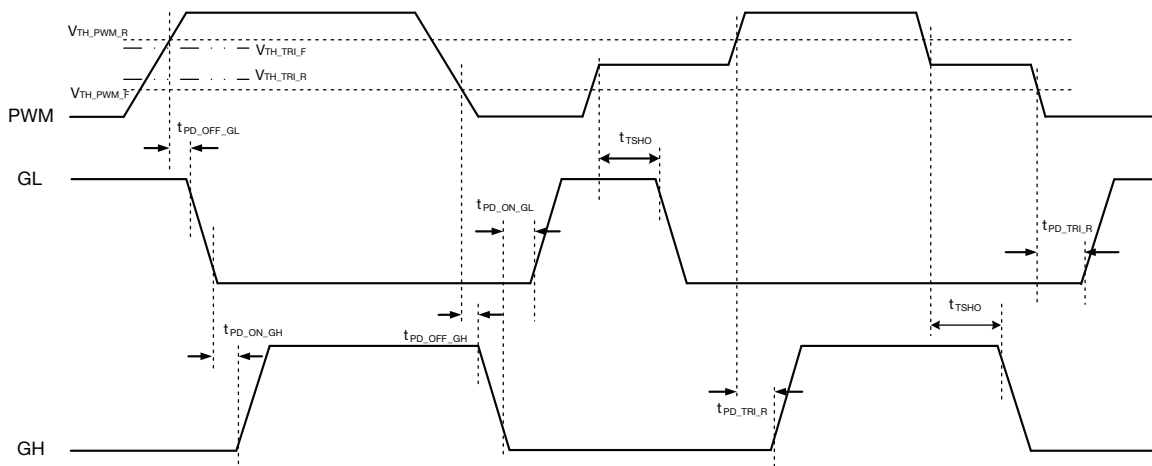 VTH_PWM_R
VTH_TRI_F
VTH_TRI_R
VTH_PWM_F
PWM
tPD_OFF_GL
tTSHO
GL
tPD_ON_GL
tPD_TRI_R
tTSHO
tPD_ON_GH
tPD_OFF_GH
tPD_TRI_R
GH